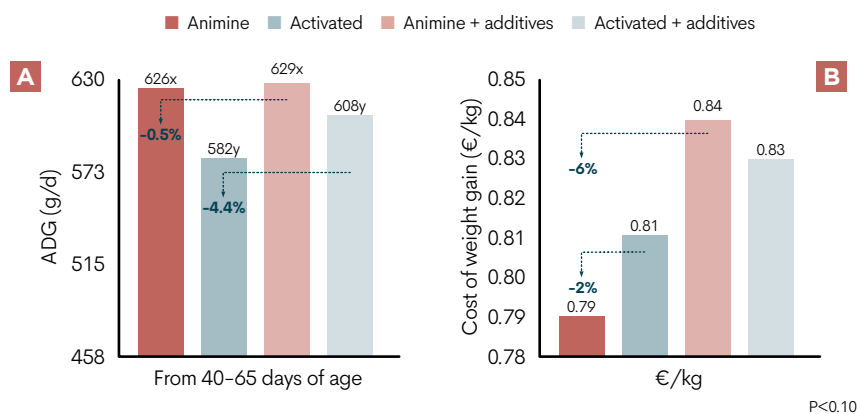 Animine Activated Animine + additives Activated + additives
A
ADG (g/d)
630
573
515
458
626x
582y
629x
608y
-0.5%
-4.4%
From 40-65 days of age
B
Cost of weight gain (€/kg)
0.85
0.84
0.83
0.82
0.81
0.80
0.79
0.78
0.79
0.81
0.84
0.83
-6%
-2%
€/kg
P<0.10